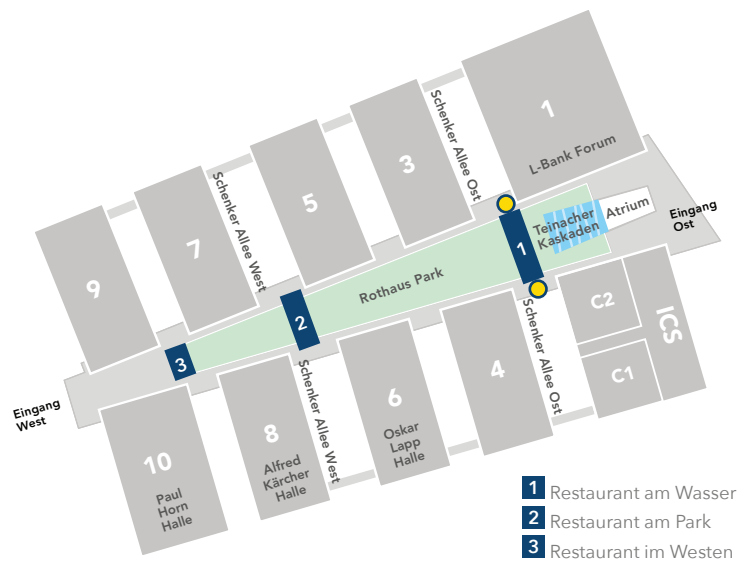 1
L-Bank Forum
Schenker Allee Ost
3
5
Schenker Allee West
7
9
Eingang
Ost
Atrium
Teinacher
Kaskaden
1
Rothaus Park
2
3
Eingang
West
C2
ICS
C1
Schenker Allee Ost
4
6
Oskar
Lapp
Halle
Schenker Allee West
8
Alfred
Kärcher
Halle
10
Paul
Horn
Halle
1 Restaurant am Wasser
2 Restaurant am Park
3 Restaurant im Westen